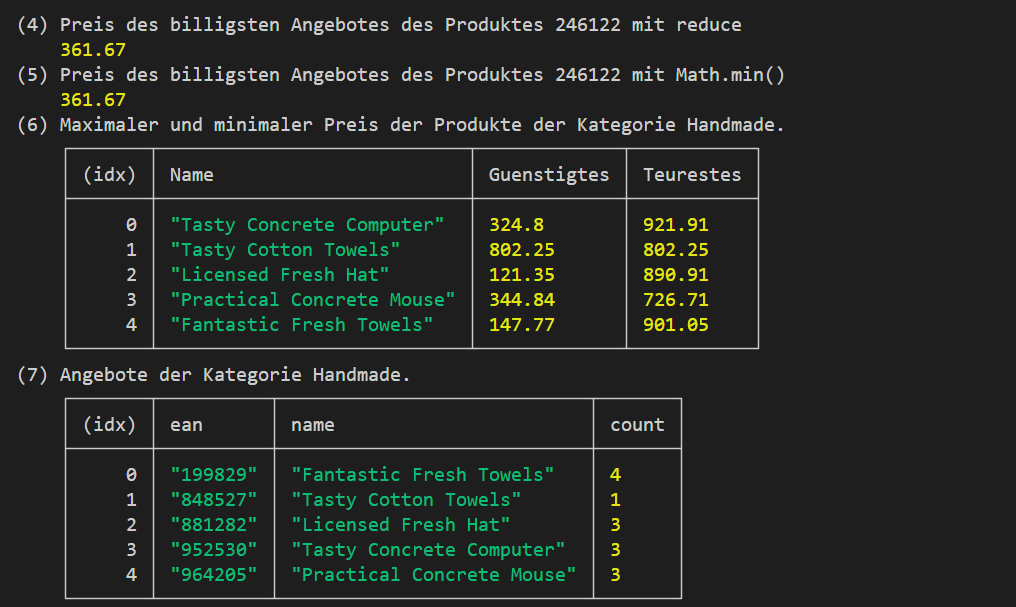 (4) Preis des billigsten Angebotes des Produktes 246122 mit reduce
361.67
(5) Preis des billigsten Angebotes des Produktes 246122 mit Math.min()
361.67
(6) Maximaler und minimaler Preis der Produkte der Kategorie Handmade.
(idx) Name Guenstigtes Teurestes
0 "Tasty Concrete Computer" 324.8 921.91
1 "Tasty Cotton Towels" 802.25 802.25
2 "Licensed Fresh Hat" 121.35 890.91
3 "Practical Concrete Mouse" 344.84 726.71
4 "Fantastic Fresh Towels" 147.77 901.05
(7) Angebote der Kategorie Handmade.
(idx) ean name count
0 "199829" "Fantastic Fresh Towels" 4
1 "848527" "Tasty Cotton Towels" 1
2 "881282" "Licensed Fresh Hat" 3
3 "952530" "Tasty Concrete Computer" 3
4 "964205" "Practical Concrete Mouse" 3